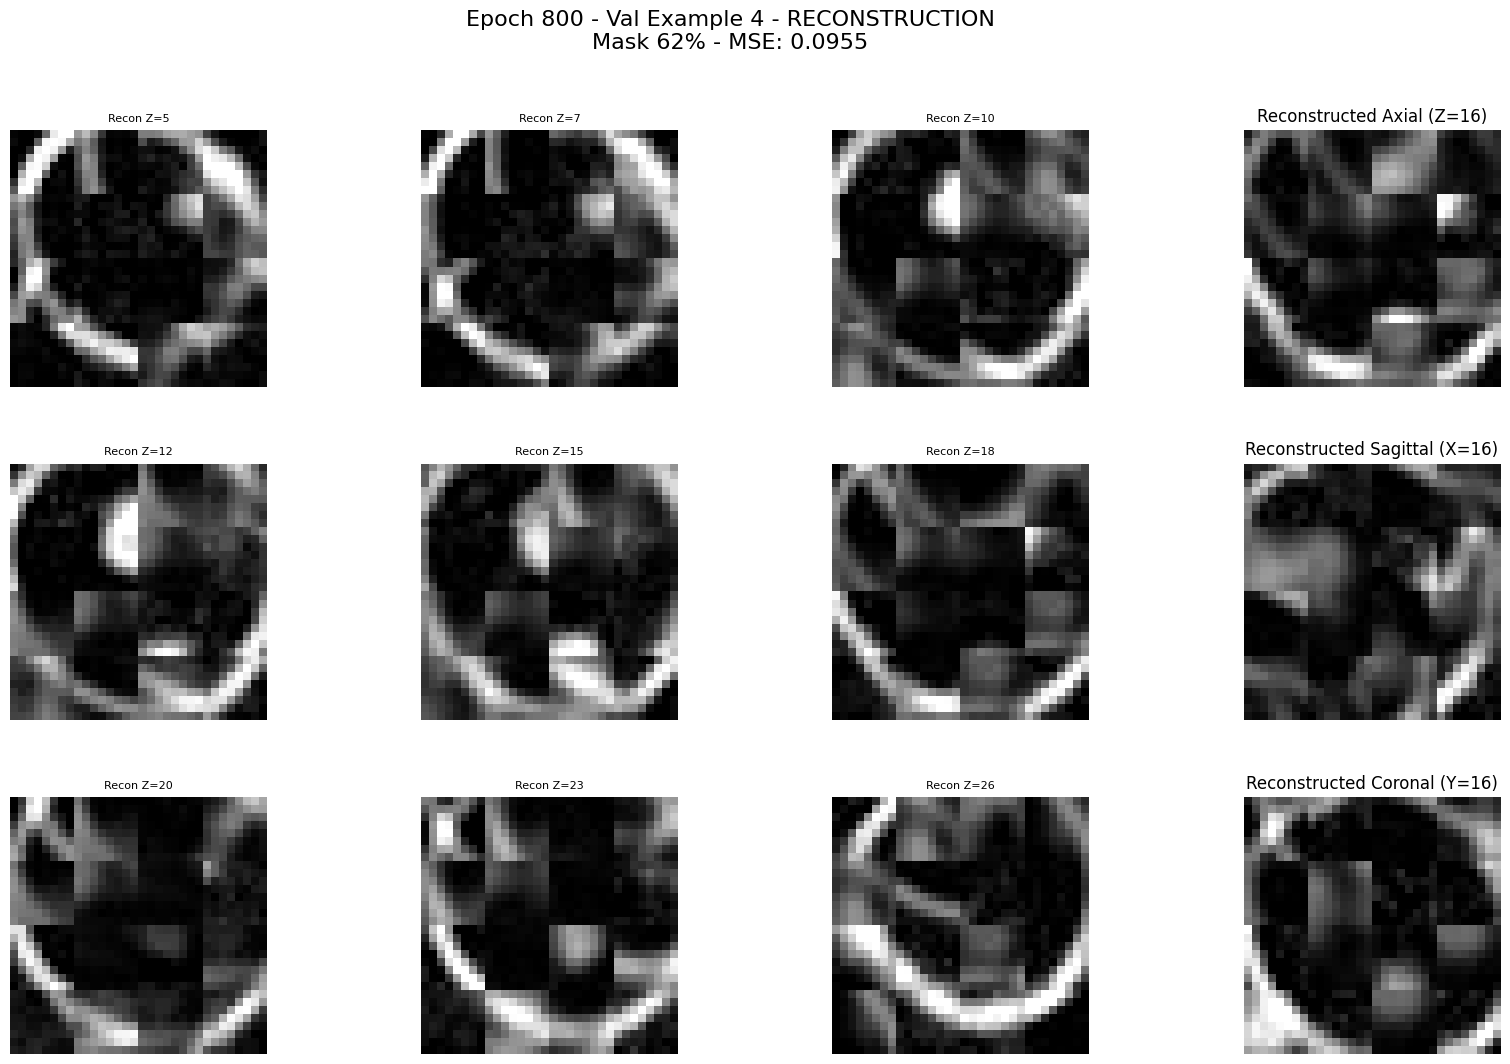 Epoch 800 - Val Example 4 - RECONSTRUCTION
Mask 62% - MSE: 0.0955
Recon Z=5
Recon Z=7
Recon Z=10
Reconstructed Axial (Z=16)
Recon Z=12
Recon Z=15
Recon Z=18
Reconstructed Sagittal (X=16)
Recon Z=20
Recon Z=23
Recon Z=26
Reconstructed Coronal (Y=16)